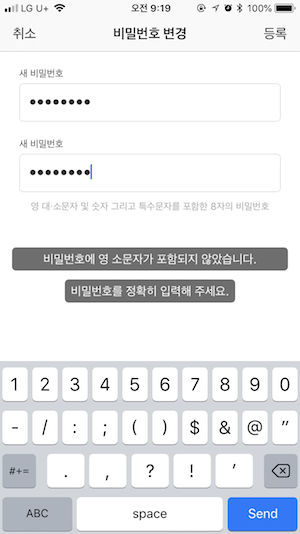 LG U+ 오전 9:19 100%
취소 비밀번호 변경 등록
새 비밀번호
새 비밀번호
영 대·소문자 및 숫자 그리고 특수문자를 포함한 8자의 비밀번호
비밀번호에 영 소문자가 포함되지 않았습니다.
비밀번호를 정확히 입력해 주세요.
1 2 3 4 5 6 7 8 9 0
- / : ; ( ) $ & @ ”
#+= . , ? ! ’
ABC space Send